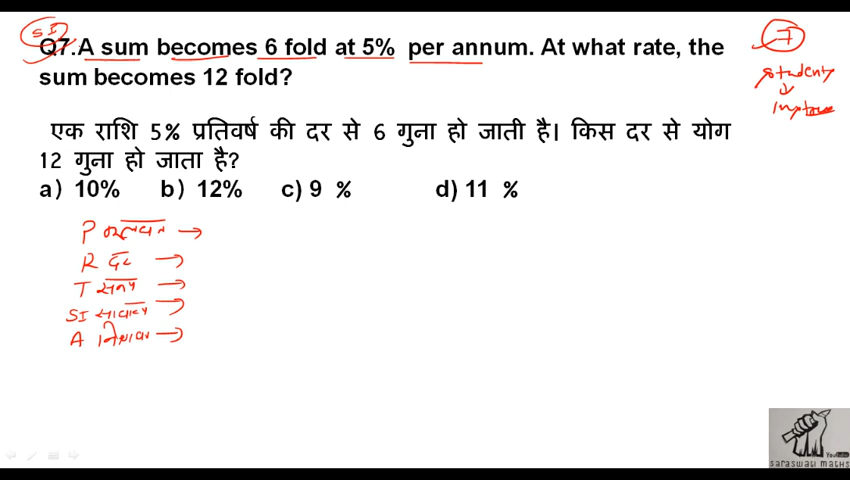 SI
Q7.A sum becomes 6 fold at 5% per annum. At what rate, the
sum becomes 12 fold?
7
student
एक राशि 5% प्रतिवर्ष की दर से 6 गुना हो जाती है। किस दर से योग
12 गुना हो जाता है?
a) 10% b) 12% c) 9 % d) 11 %
P मूलधन →
R दर →
T समय →
SI साधारण →
A मिश्रधन →
YouTube
saraswati maths